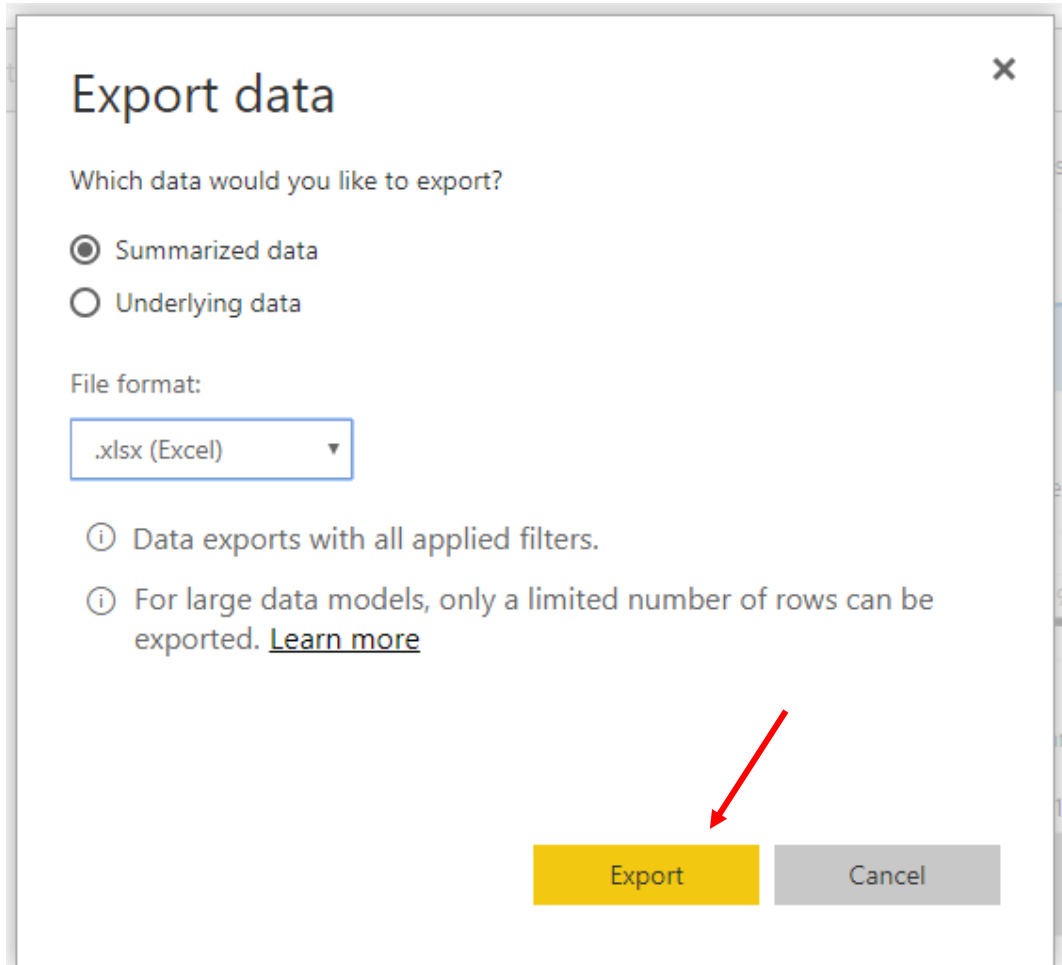 Export data
Which data would you like to export?
Summarized data
Underlying data
File format:
.xlsx (Excel)
Data exports with all applied filters.
For large data models, only a limited number of rows can be
exported. Learn more
Export Cancel